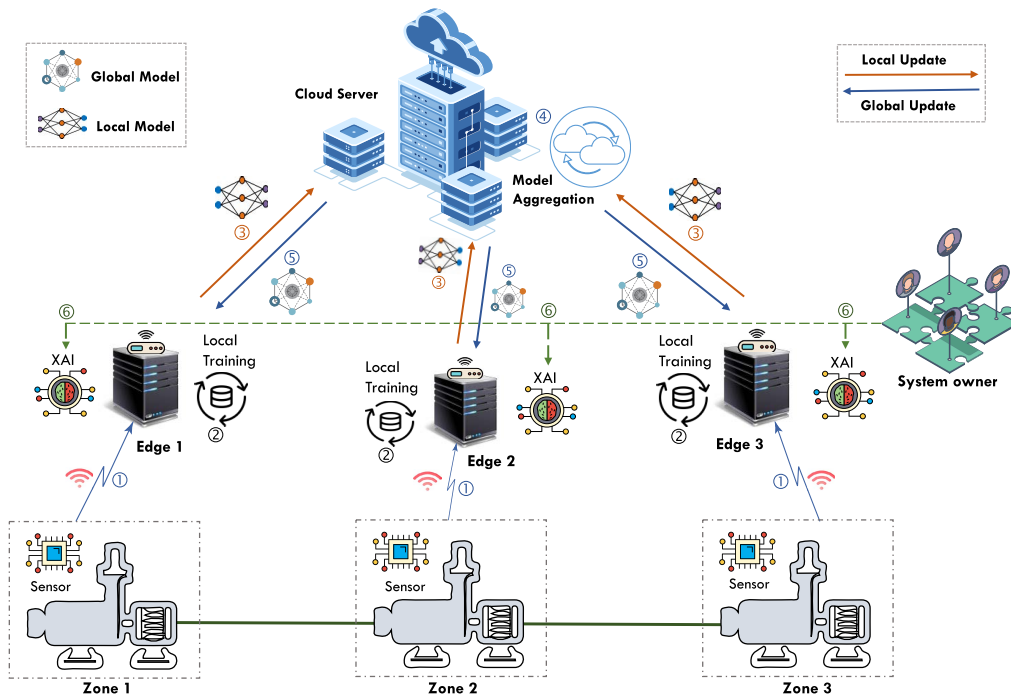 Global Model
Local Model
Cloud Server
④
Model
Aggregation
Local Update
Global Update
③
⑤
③
⑤
③
⑤
⑥
⑥
⑥
XAI
Local
Training
②
Edge 1
Local
Training
②
Edge 2
XAI
Local
Training
②
Edge 3
XAI
System owner
①
①
①
Sensor
Sensor
Sensor
Zone 1
Zone 2
Zone 3